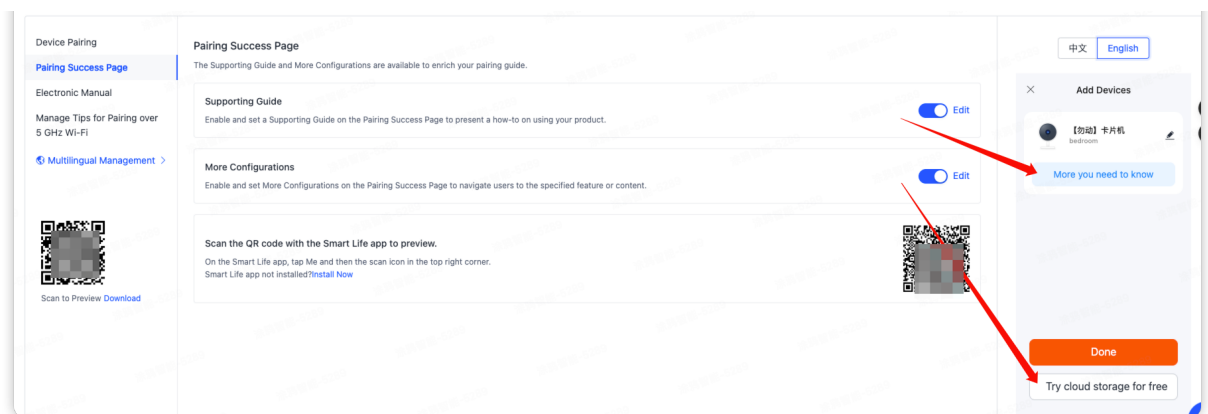 Device Pairing
Pairing Success Page
Electronic Manual
Manage Tips for Pairing over
5 GHz Wi-Fi
Multilingual Management >
Scan to Preview Download
Pairing Success Page
The Supporting Guide and More Configurations are available to enrich your pairing guide.
Supporting Guide
Enable and set a Supporting Guide on the Pairing Success Page to present a how-to on using your product.
Edit
More Configurations
Enable and set More Configurations on the Pairing Success Page to navigate users to the specified feature or content.
Edit
Scan the QR code with the Smart Life app to preview.
On the Smart Life app, tap Me and then the scan icon in the top right corner.
Smart Life app not installed?Install Now
中文 English
Add Devices
【勿动】卡片机
bedroom
More you need to know
Done
Try cloud storage for free